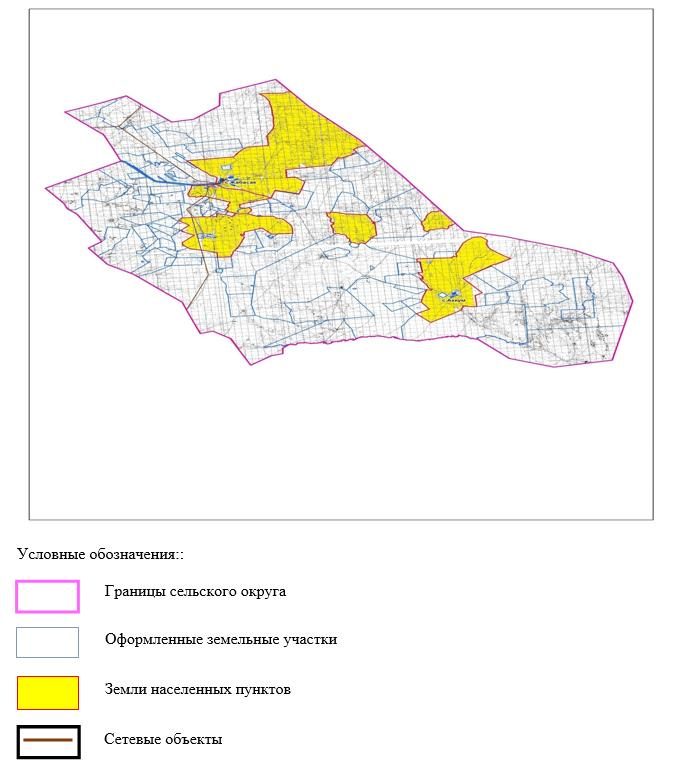 Условные обозначения::
Границы сельского округа
Оформленные земельные участки
Земли населенных пунктов
Сетевые объекты